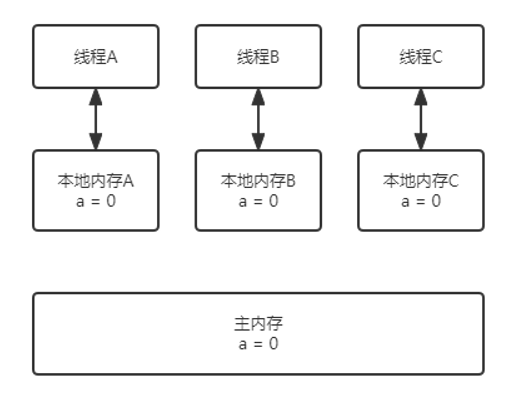 线程A
线程B
线程C
本地内存A
a = 0
本地内存B
a = 0
本地内存C
a = 0
主内存
a = 0